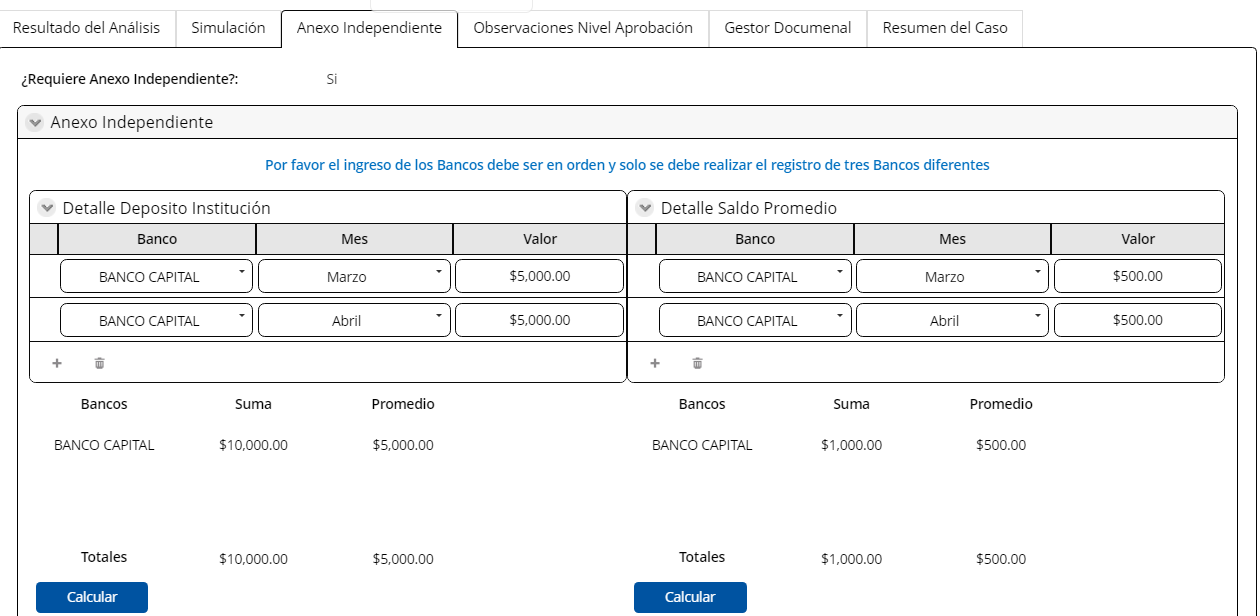 Resultado del Análisis Simulación Anexo Independiente Observaciones Nivel Aprobación Gestor Documenal Resumen del Caso
¿Requiere Anexo Independiente?: Si
Anexo Independiente
Por favor el ingreso de los Bancos debe ser en orden y solo se debe realizar el registro de tres Bancos diferentes
Detalle Deposito Institución Detalle Saldo Promedio
Banco Mes Valor Banco Mes Valor
BANCO CAPITAL Marzo $5,000.00 BANCO CAPITAL Marzo $500.00
BANCO CAPITAL Abril $5,000.00 BANCO CAPITAL Abril $500.00
Bancos Suma Promedio Bancos Suma Promedio
BANCO CAPITAL $10,000.00 $5,000.00 BANCO CAPITAL $1,000.00 $500.00
Totales $10,000.00 $5,000.00 Totales $1,000.00 $500.00
Calcular Calcular